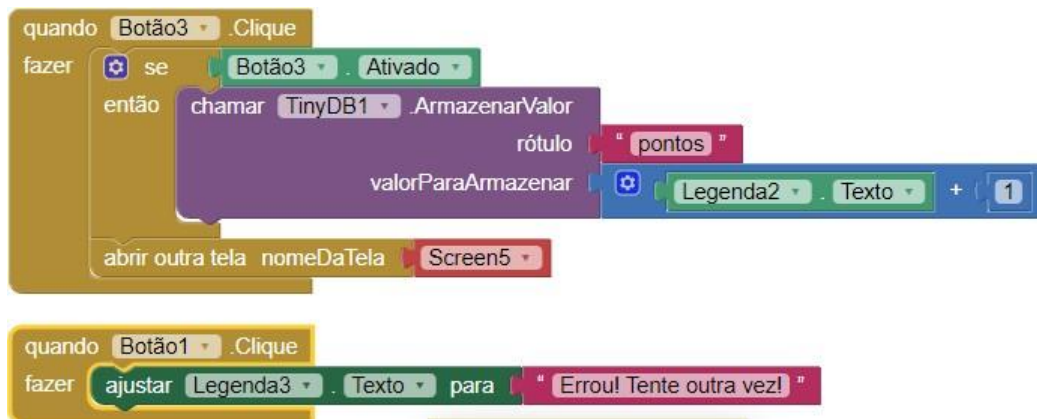 quando Botão3 .Clique
fazer se Botão3 . Ativado
então chamar TinyDB1 .ArmazenarValor
rótulo " pontos "
valorParaArmazenar Legenda2 . Texto + 1
abrir outra tela nomeDaTela Screen5
quando Botão1 .Clique
fazer ajustar Legenda3 . Texto para " Errou! Tente outra vez! "